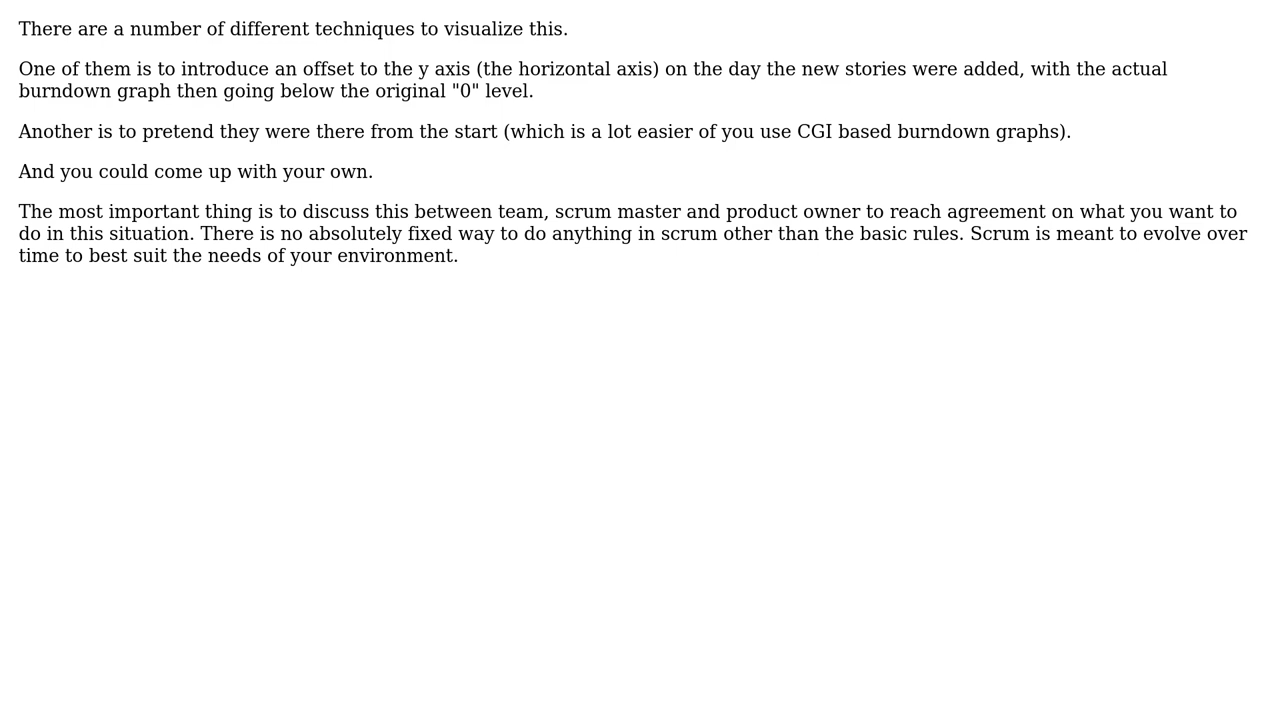 There are a number of different techniques to visualize this.
One of them is to introduce an offset to the y axis (the horizontal axis) on the day the new stories were added, with the actual
burndown graph then going below the original "0" level.
Another is to pretend they were there from the start (which is a lot easier of you use CGI based burndown graphs).
And you could come up with your own.
The most important thing is to discuss this between team, scrum master and product owner to reach agreement on what you want to
do in this situation. There is no absolutely fixed way to do anything in scrum other than the basic rules. Scrum is meant to evolve over
time to best suit the needs of your environment.